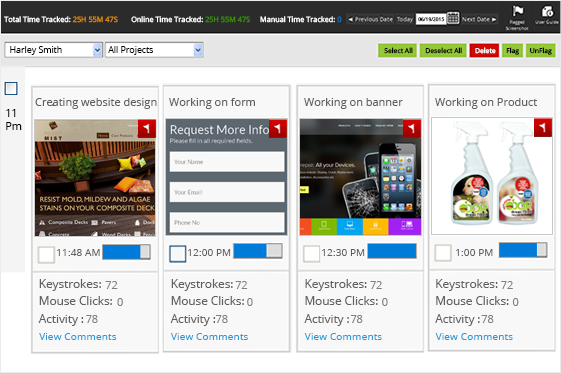 Total Time Tracked: 25H 55M 47S Online Time Tracked: 25H 55M 47S Manual Time Tracked: 0 Previous Date Today 06/19/2015 Next Date Flagged Screenshot User Guide
Harley Smith All Projects Select All Deselect All Delete Flag UnFlag
11 Pm
Creating website design
MIST
RESIST MOLD, MILDEW AND ALGAE
STAINS ON YOUR COMPOSITE DECK
Composite Decks Pavers
11:48 AM
Keystrokes: 72
Mouse Clicks: 0
Activity :78
View Comments
Working on form
Request More Info
Please fill in all required fields.
Your Name
Your Email
Phone No
12:00 PM
Keystrokes: 72
Mouse Clicks: 0
Activity :78
View Comments
Working on banner
all Your Devices.
12:30 PM
Keystrokes: 72
Mouse Clicks: 0
Activity :78
View Comments
Working on Product
1:00 PM
Keystrokes: 72
Mouse Clicks: 0
Activity :78
View Comments